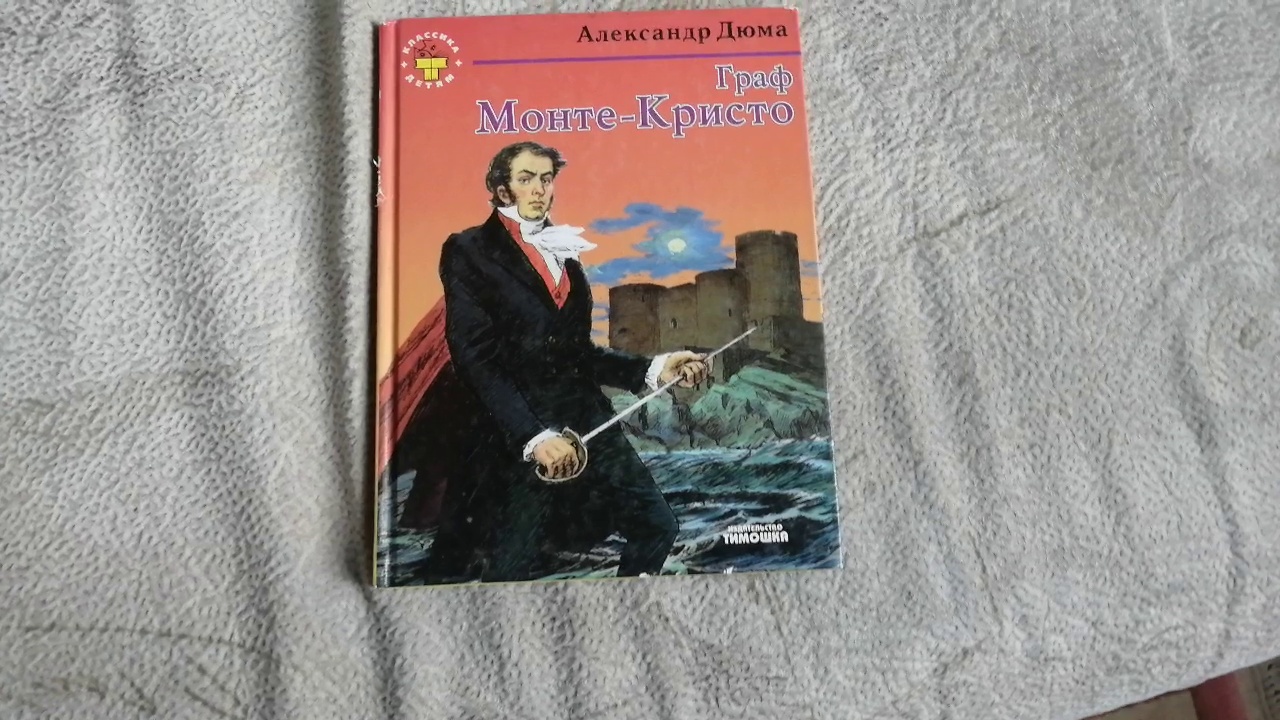 КЛАССИКА
ДЕТЯМ
Александр Дюма
Граф
Монте-Кристо
ИЗДАТЕЛЬСТВО
ТИМОШКА